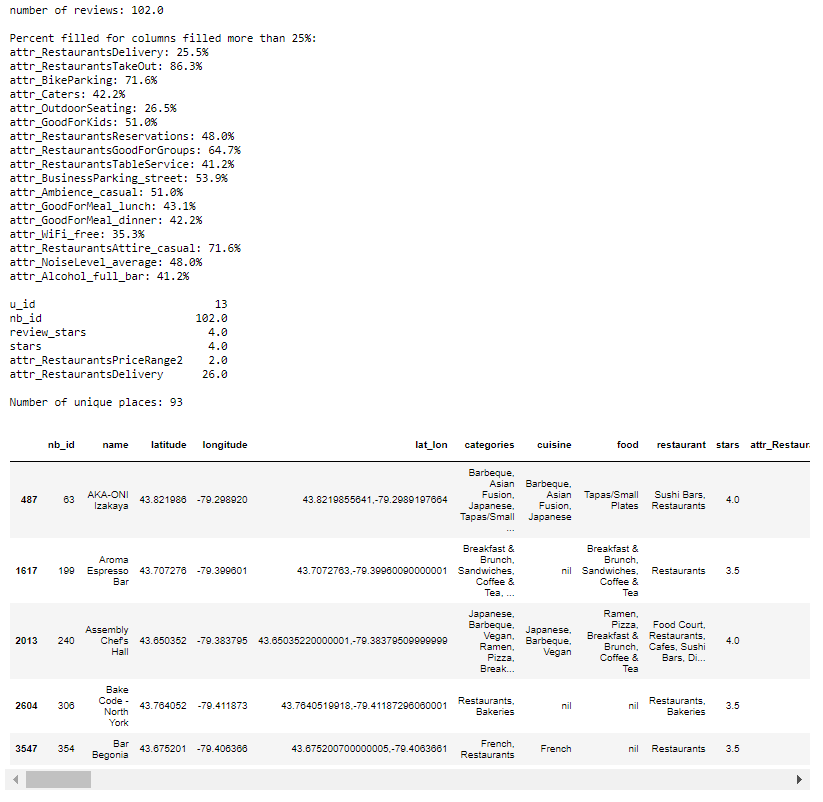 number of reviews: 102.0
Percent filled for columns filled more than 25%:
attr_RestaurantsDelivery: 25.5%
attr_RestaurantsTakeOut: 86.3%
attr_BikeParking: 71.6%
attr_Caters: 42.2%
attr_OutdoorSeating: 26.5%
attr_GoodForKids: 51.0%
attr_RestaurantsReservations: 48.0%
attr_RestaurantsGoodForGroups: 64.7%
attr_RestaurantsTableService: 41.2%
attr_BusinessParking_street: 53.9%
attr_Ambience_casual: 51.0%
attr_GoodForMeal_lunch: 43.1%
attr_GoodForMeal_dinner: 42.2%
attr_WiFi_free: 35.3%
attr_RestaurantsAttire_casual: 71.6%
attr_NoiseLevel_average: 48.0%
attr_Alcohol_full_bar: 41.2%
u_id 13
nb_id 102.0
review_stars 4.0
stars 4.0
attr_RestaurantsPriceRange2 2.0
attr_RestaurantsDelivery 26.0
Number of unique places: 93
nb_id name latitude longitude lat_lon categories cuisine food restaurant stars attr_Restaur
Barbeque,
Asian Barbeque,
487 63 AKA-ONI Izakaya 43.821986 -79.298920 43.8219855641,-79.2989197664 Fusion, Asian Tapas/Small Sushi Bars, 4.0
Japanese, Fusion, Plates Restaurants
Tapas/Small Japanese
...
Breakfast & Breakfast &
Brunch, Brunch,
1617 199 Aroma Espresso Bar 43.707276 -79.399601 43.7072763,-79.39960090000001 Sandwiches, nil Sandwiches, Restaurants 3.5
Coffee & Coffee &
Tea, ... Tea
Japanese, Ramen,
Barbeque, Japanese, Pizza, Food Court,
2013 240 Assembly Chef's Hall 43.650352 -79.383795 43.65035220000001,-79.38379509999999 Vegan, Barbeque, Breakfast & Restaurants, 4.0
Ramen, Vegan Brunch, Cafes, Sushi
Pizza, Coffee & Bars, Di...
Break... Tea
2604 306 Bake Code - North York 43.764052 -79.411873 43.7640519918,-79.41187296060001 Restaurants, Bakeries nil nil Restaurants, Bakeries 3.5
3547 354 Bar Begonia 43.675201 -79.406366 43.675200700000005,-79.4063661 French, Restaurants French nil Restaurants 3.5